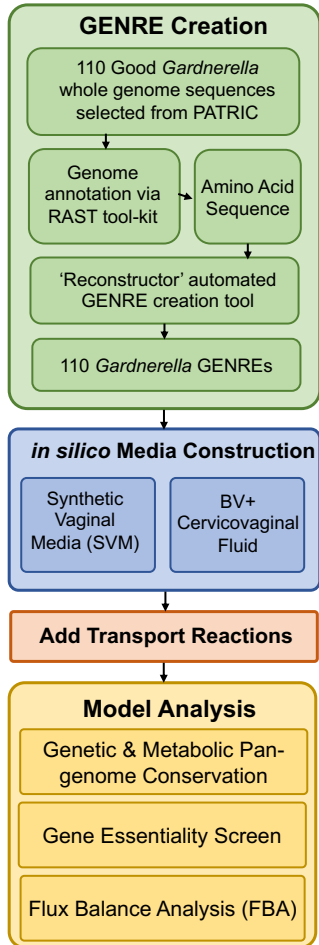 GENRE Creation
110 Good Gardnerella
whole genome sequences
selected from PATRIC
Genome
annotation via
RAST tool-kit
Amino Acid
Sequence
‘Reconstructor’ automated
GENRE creation tool
110 Gardnerella GENREs
in silico Media Construction
Synthetic
Vaginal
Media (SVM)
BV+
Cervicovaginal
Fluid
Add Transport Reactions
Model Analysis
Genetic & Metabolic Pan-
genome Conservation
Gene Essentiality Screen
Flux Balance Analysis (FBA)